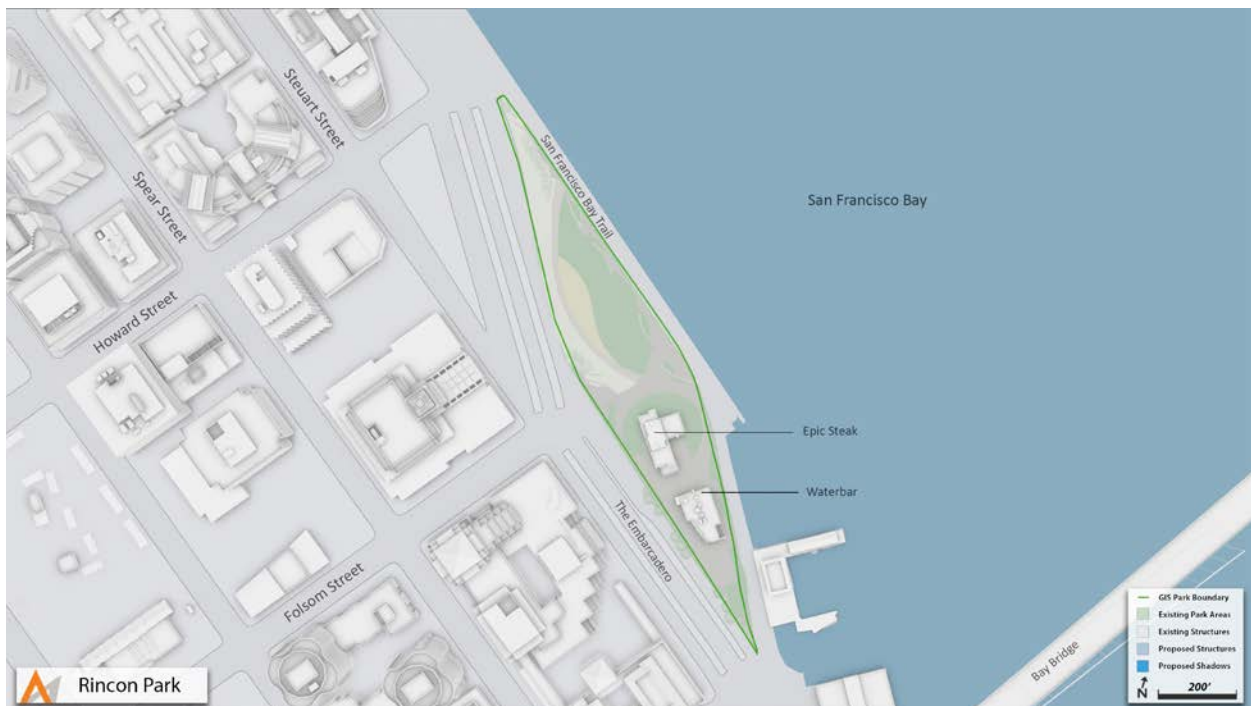 Steuart Street
Spear Street
San Francisco Bay Trail
San Francisco Bay
Howard Street
Epic Steak
Waterbar
The Embarcadero
Folsom Street
Bay Bridge
Rincon Park
GIS Park Boundary
Existing Park Areas
Existing Structures
Proposed Structures
Proposed Shadows
N
200'